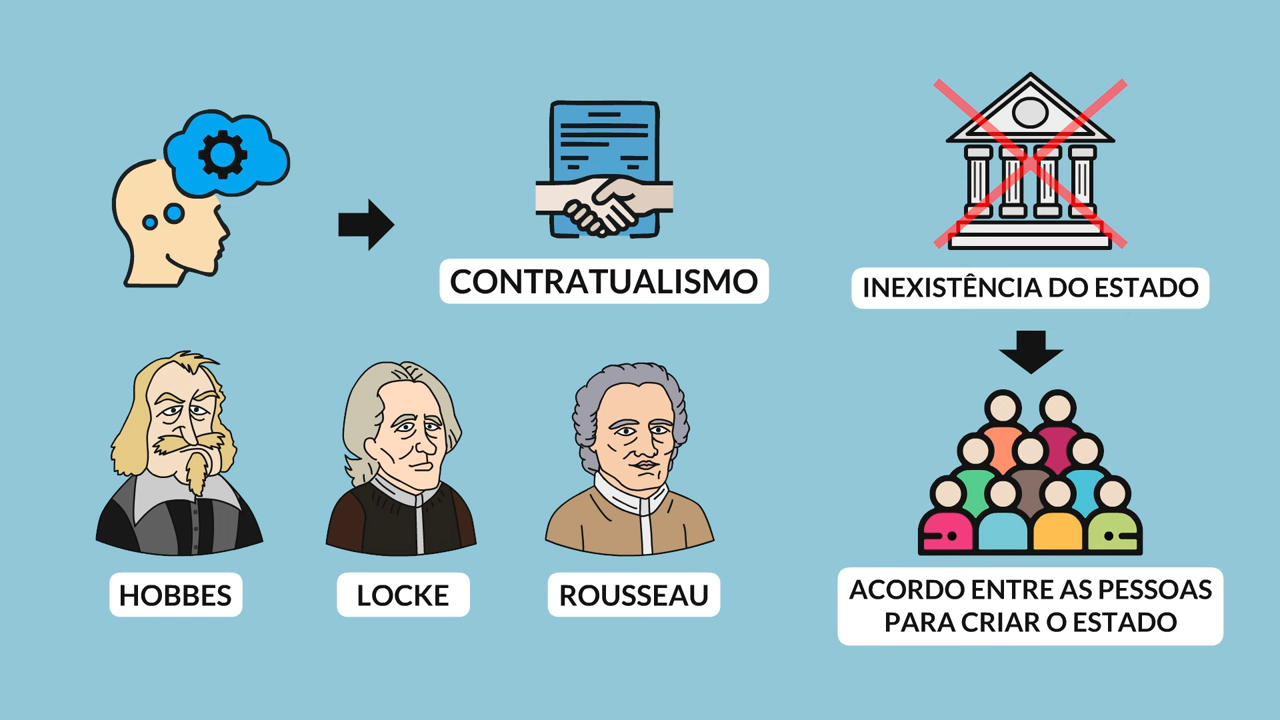 CONTRATUALISMO
INEXISTÊNCIA DO ESTADO
HOBBES
LOCKE
ROUSSEAU
ACORDO ENTRE AS PESSOAS
PARA CRIAR O ESTADO